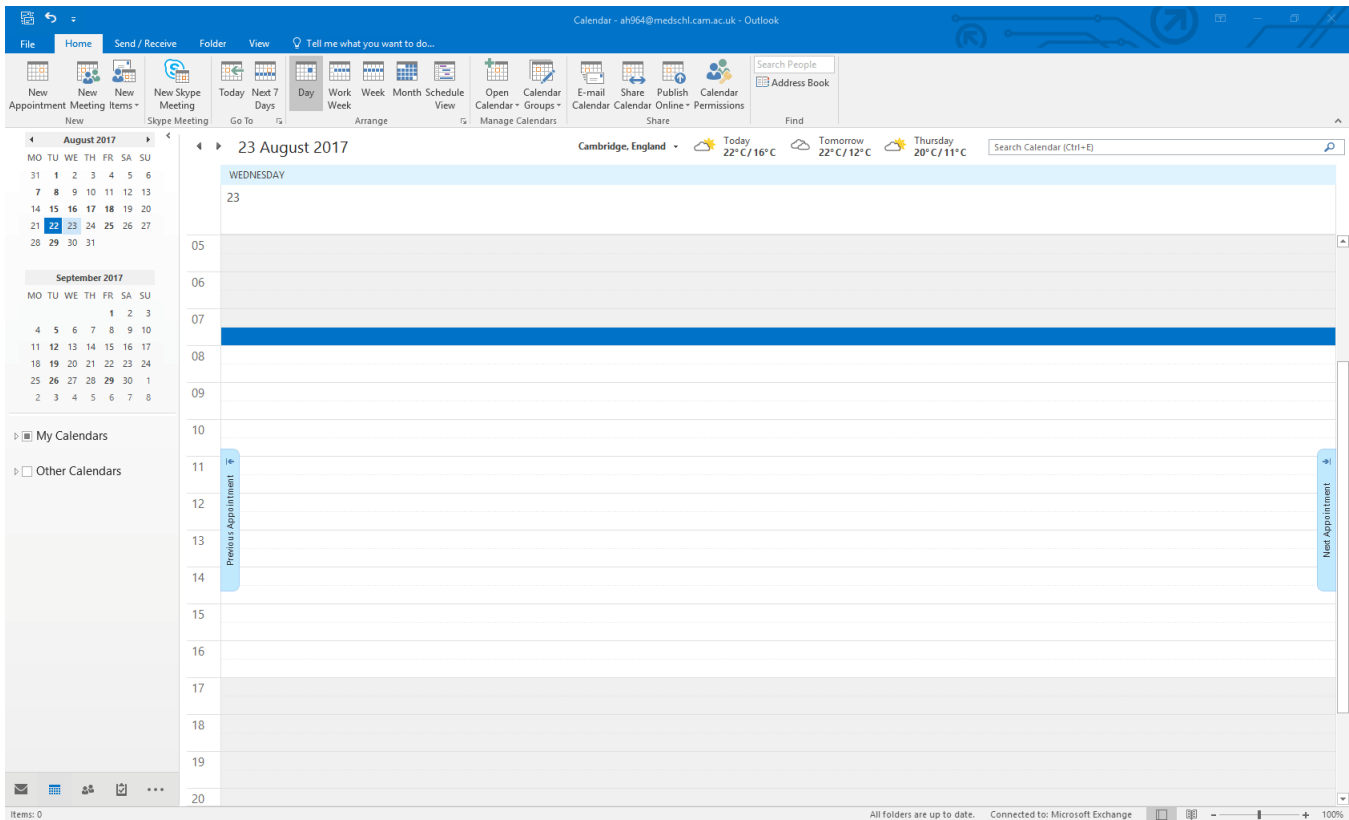 Calendar - ah964@medschl.cam.ac.uk - Outlook
File Home Send / Receive Folder View Tell me what you want to do...
New Appointment
New Meeting
New Items
New Skype Meeting
Today
Next 7 Days
Day
Work Week
Week
Month
Schedule View
Open Calendar
Calendar Groups
E-mail Calendar
Share Calendar
Publish Online
Calendar Permissions
Search People
Address Book
New Skype Meeting Go To Arrange Manage Calendars Share Find
August 2017
MO TU WE TH FR SA SU
31 1 2 3 4 5 6
7 8 9 10 11 12 13
14 15 16 17 18 19 20
21 22 23 24 25 26 27
28 29 30 31
September 2017
MO TU WE TH FR SA SU
1 2 3
4 5 6 7 8 9 10
11 12 13 14 15 16 17
18 19 20 21 22 23 24
25 26 27 28 29 30 1
2 3 4 5 6 7 8
My Calendars
Other Calendars
23 August 2017
Cambridge, England
Today
22°C/16°C
Tomorrow
22°C/12°C
Thursday
20°C/11°C
Search Calendar (Ctrl+E)
WEDNESDAY
23
05
06
07
08
09
10
11
12
13
14
15
16
17
18
19
20
Previous Appointment
Next Appointment
Items: 0
All folders are up to date. Connected to: Microsoft Exchange
100%